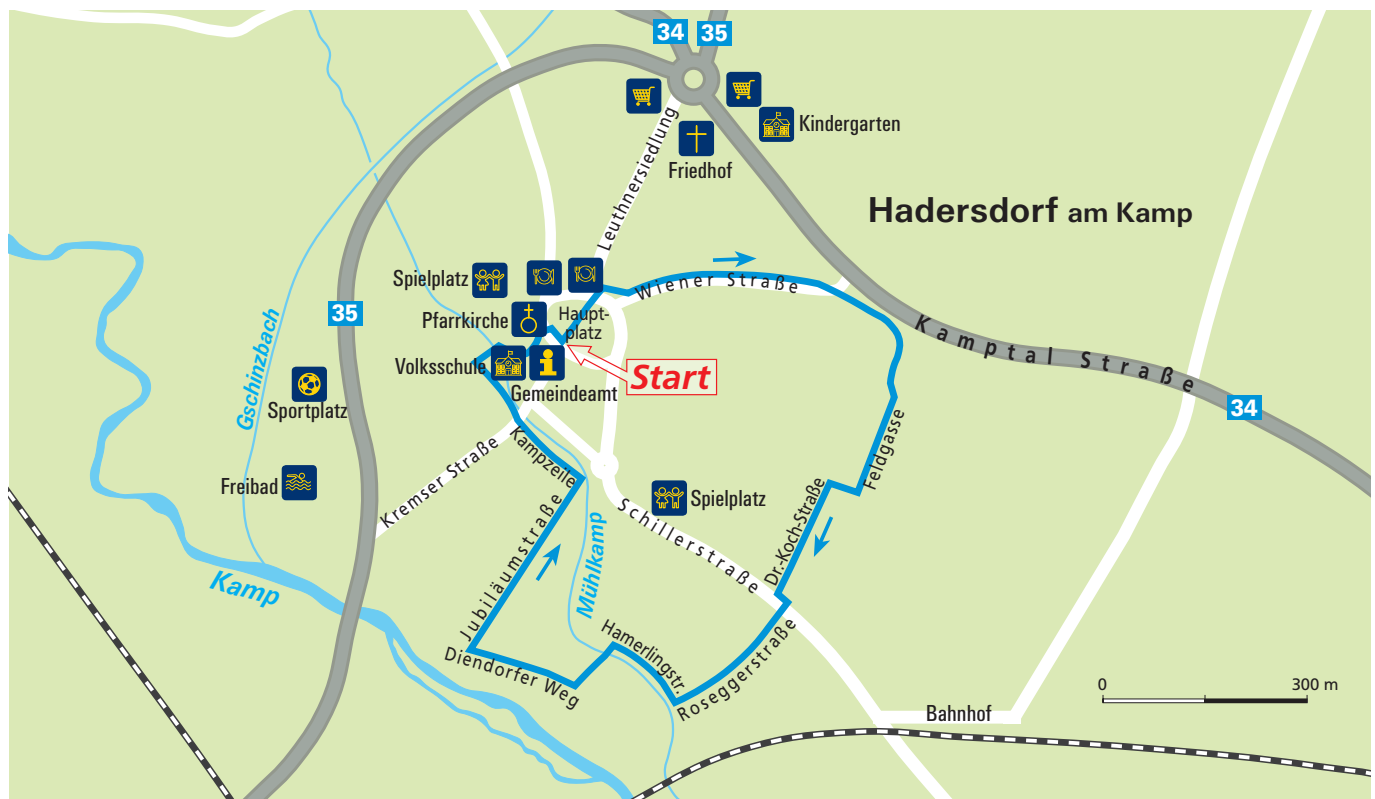 34
35
Kindergarten
Friedhof
Leuthnersiedlung
Hadersdorf am Kamp
Spielplatz
Wiener Straße
Pfarrkirche
Haupt-
platz
35
Kamptal Straße
Gschinzbach
Volksschule
Start
Gemeindeamt
34
Sportplatz
Feldgasse
Kampzeile
Kremser Straße
Freibad
Spielplatz
Schillerstraße
Dr.-Koch-Straße
Jubiläumstraße
Mühlkamp
Kamp
Hamerlingstr.
Diendorfer Weg
Roseggerstraße
0 300 m
Bahnhof